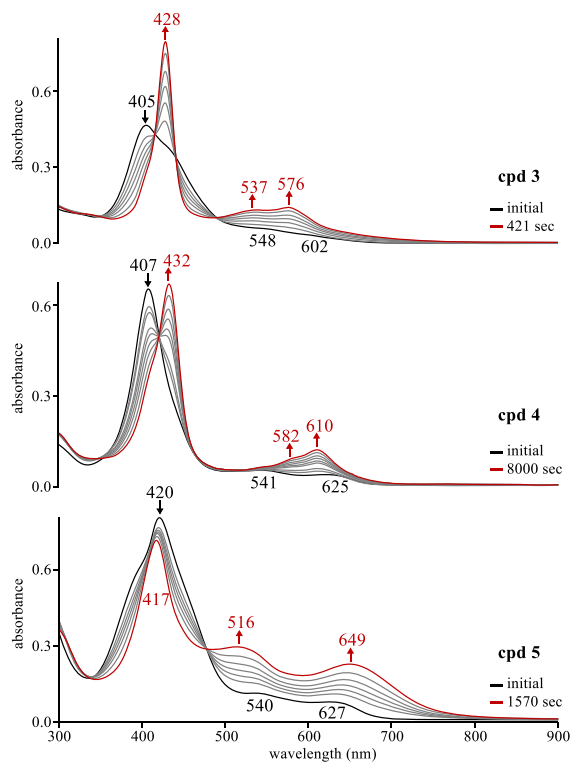 428
0.6
405
absorbance
cpd 3
0.3
537
576
initial
421 sec
548
602
0.0
407
432
0.6
absorbance
0.3
cpd 4
582
610
initial
8000 sec
541
625
0.0
420
0.6
absorbance
417
516
649
0.3
cpd 5
initial
1570 sec
540
627
0.0
300
400
500
600
700
800
900
wavelength (nm)